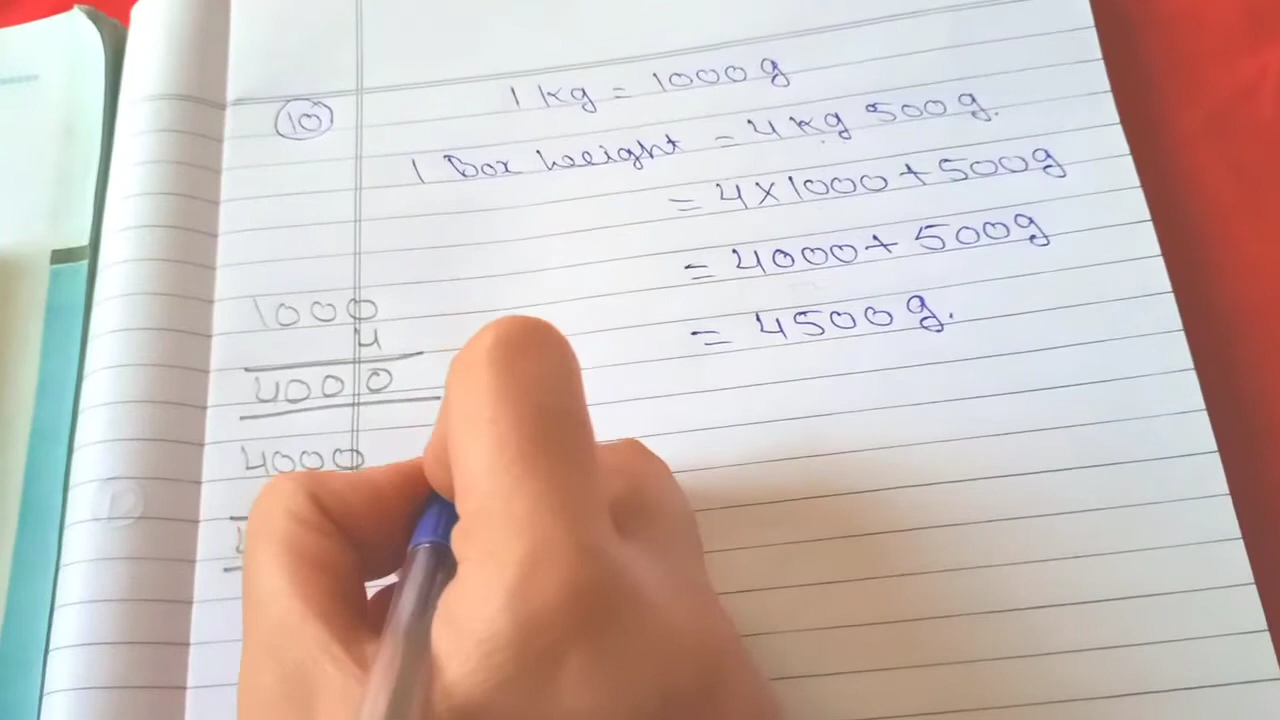 10
1 kg = 1000 g
1 Box weight = 4 kg 500 g.
= 4 x 1000 + 500 g
= 4000 + 500 g
= 4500 g.
1000
4
4000
4000